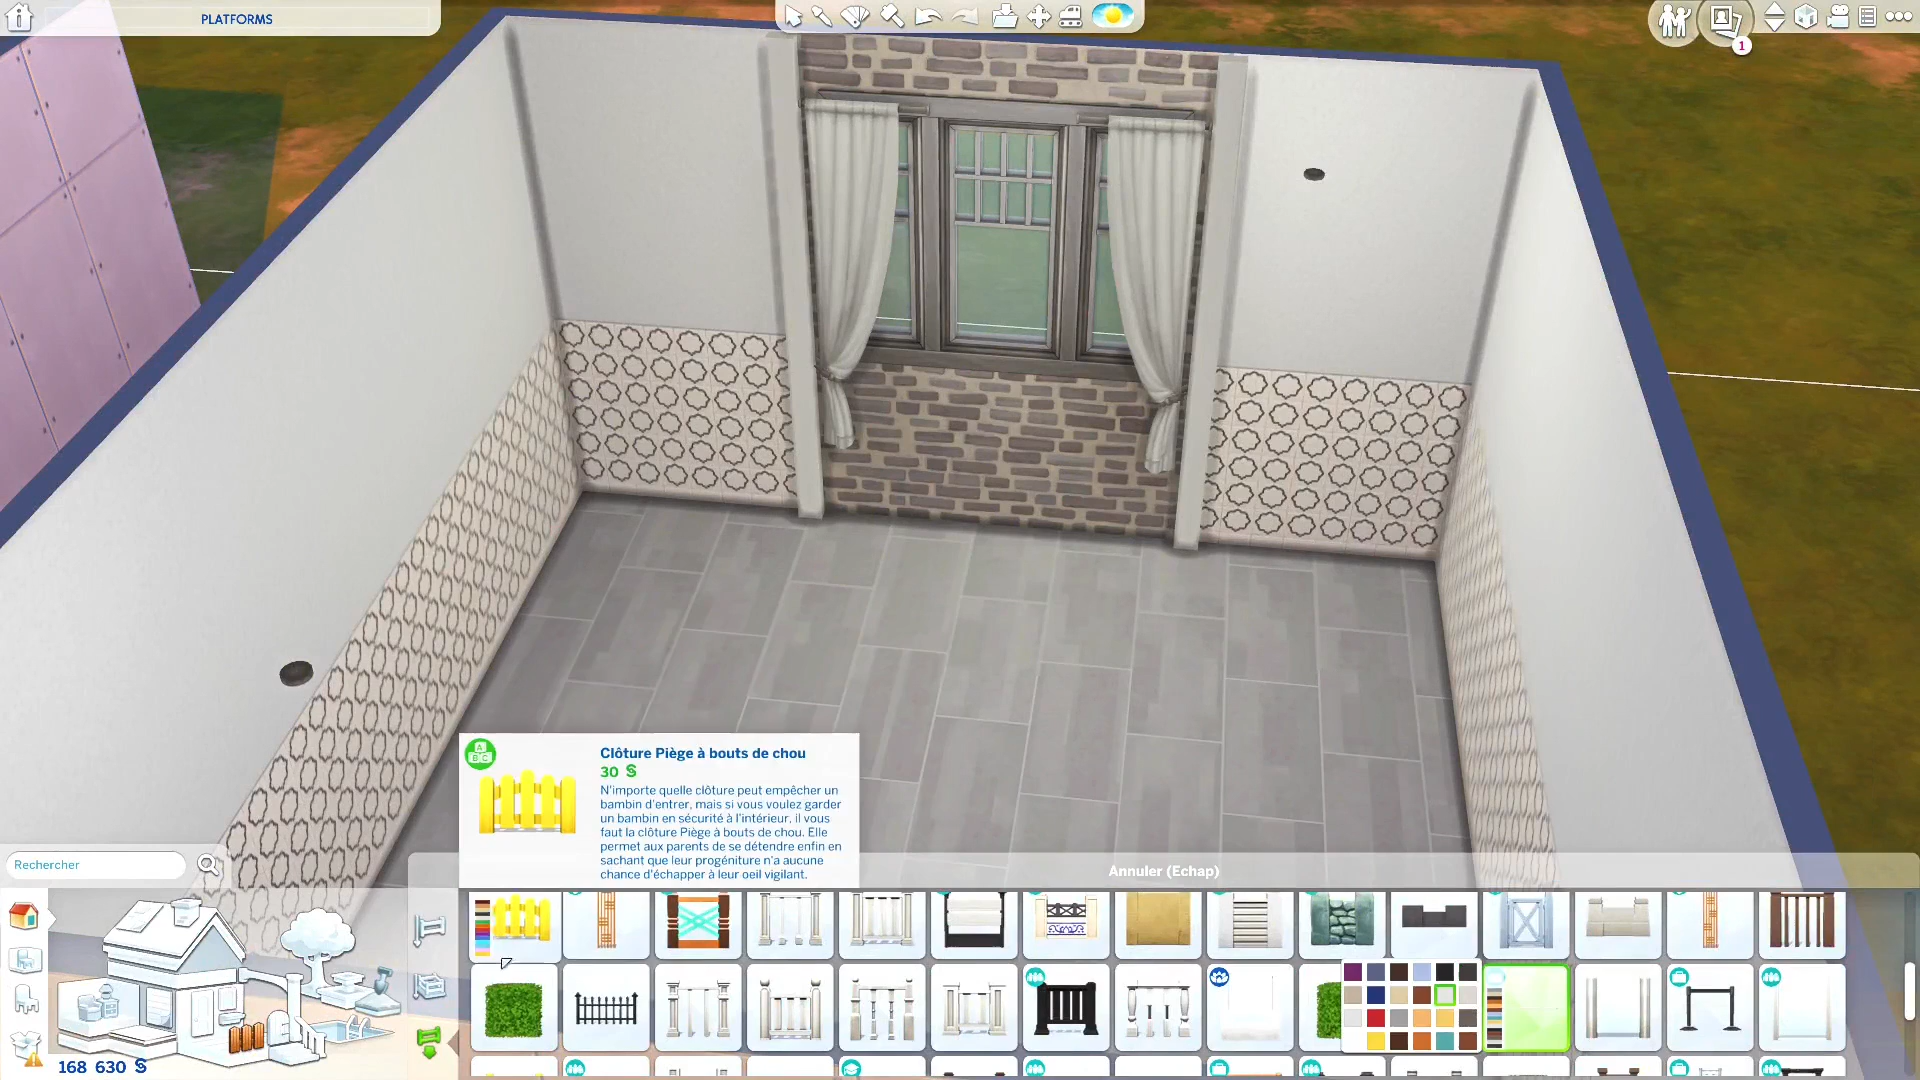 PLATFORMS
1
Clôture Piège à bouts de chou
30 §
N'importe quelle clôture peut empêcher un
bambin d'entrer, mais si vous voulez garder
un bambin en sécurité à l'intérieur, il vous
faut la clôture Piège à bouts de chou. Elle
permet aux parents de se détendre enfin en
sachant que leur progéniture n'a aucune
chance d'échapper à leur oeil vigilant.
A
B C
Rechercher
Annuler (Echap)
168 630 §